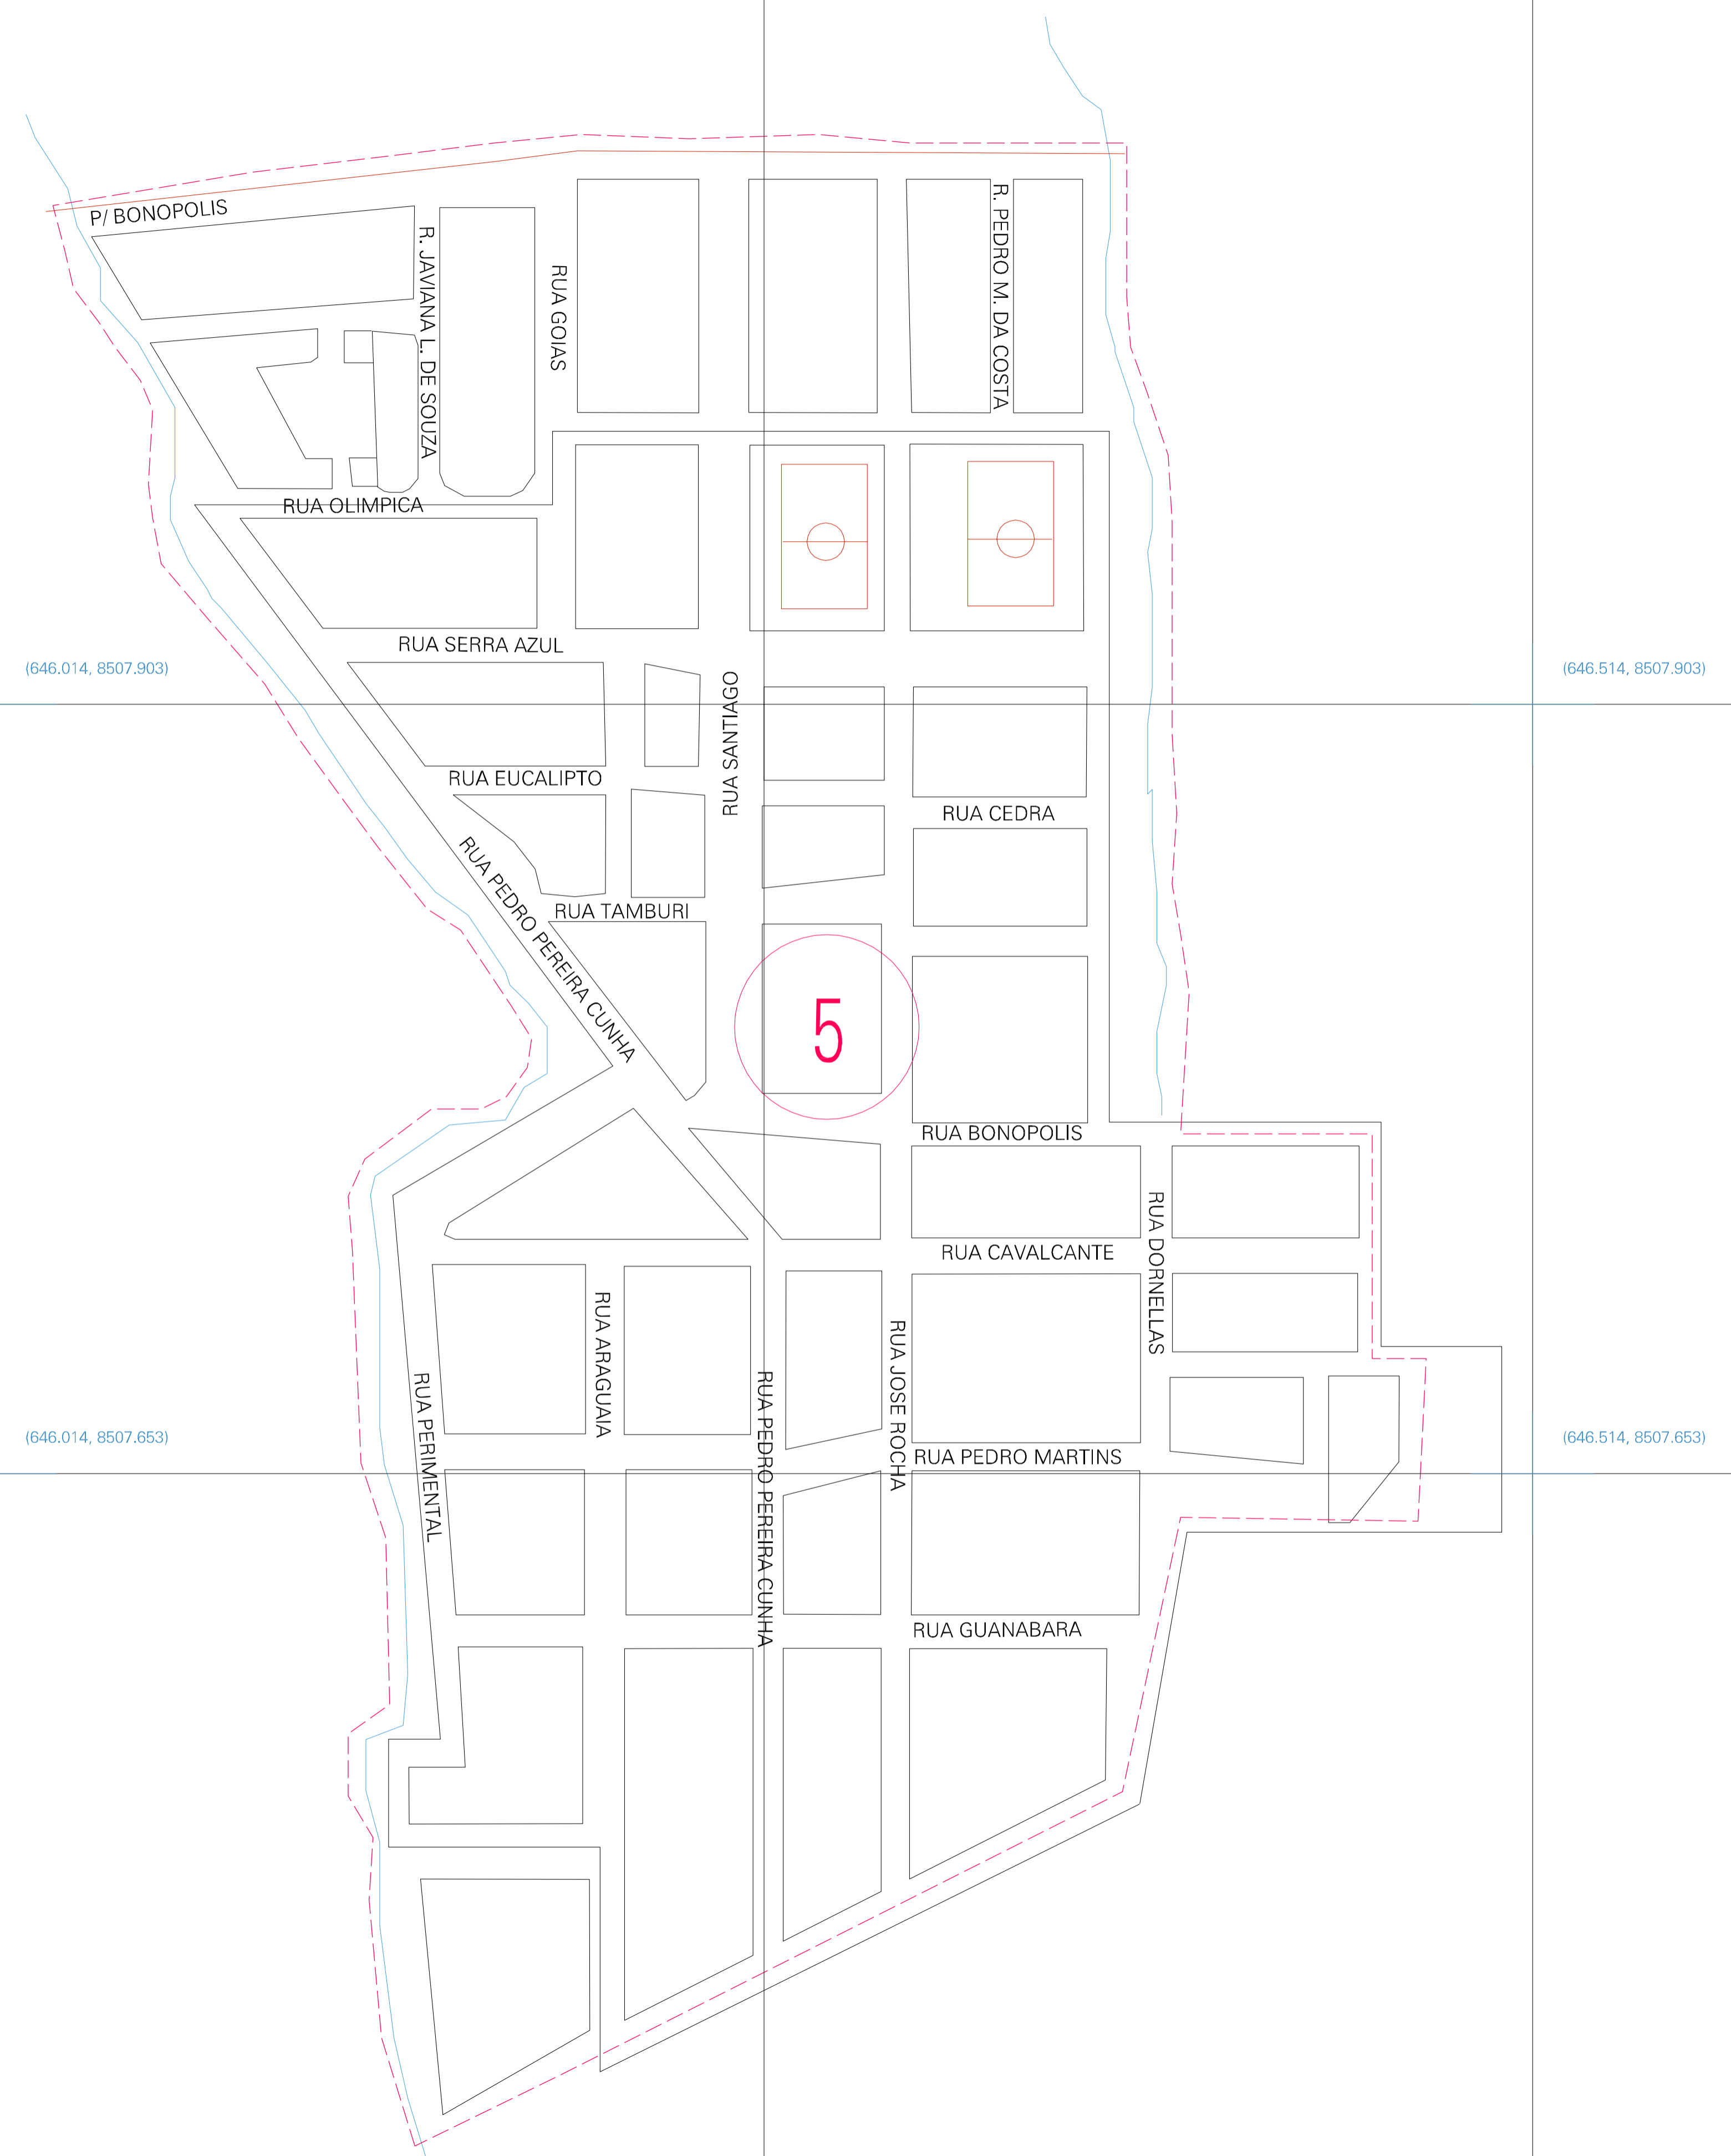 P/ BONOPOLIS
R. JAVIANA L. DE SOUZA
RUA GOIAS
R. PEDRO M. DA COSTA
RUA OLIMPICA
RUA SERRA AZUL
(646.014, 8507.903)
(646.514, 8507.903)
RUA SANTIAGO
RUA EUCALIPTO
RUA CEDRA
RUA PEDRO PEREIRA CUNHA
RUA TAMBURI
5
RUA BONOPOLIS
RUA DORNELLAS
RUA CAVALCANTE
RUA ARAGUAIA
RUA JOSE ROCHA
RUA PERIMENTAL
RUA PEDRO PEREIRA CUNHA
(646.014, 8507.653)
(646.514, 8507.653)
RUA PEDRO MARTINS
RUA GUANABARA